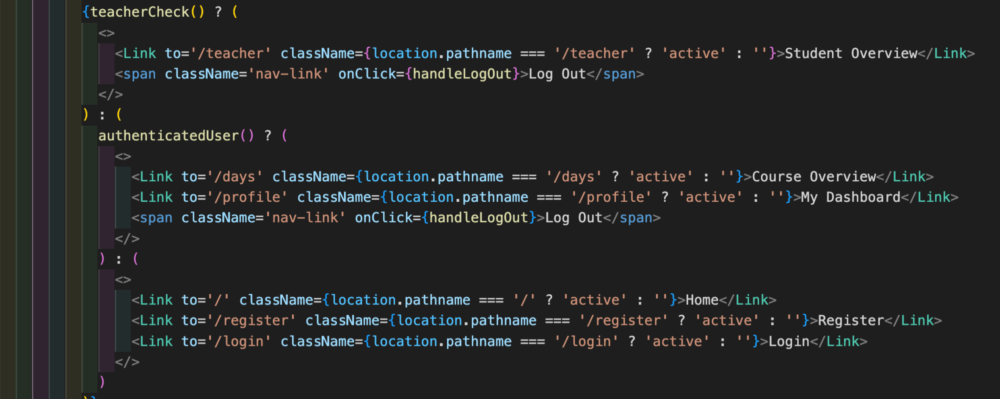 {teacherCheck() ? (
<>
<Link to='/teacher' className={location.pathname === '/teacher' ? 'active' : ''}>Student Overview</Link>
<span className='nav-link' onClick={handleLogOut}>Log Out</span>
</>
) : (
authenticatedUser() ? (
<>
<Link to='/days' className={location.pathname === '/days' ? 'active' : ''}>Course Overview</Link>
<Link to='/profile' className={location.pathname === '/profile' ? 'active' : ''}>My Dashboard</Link>
<span className='nav-link' onClick={handleLogOut}>Log Out</span>
</>
) : (
<>
<Link to='/' className={location.pathname === '/' ? 'active' : ''}>Home</Link>
<Link to='/register' className={location.pathname === '/register' ? 'active' : ''}>Register</Link>
<Link to='/login' className={location.pathname === '/login' ? 'active' : ''}>Login</Link>
</>
)
)}